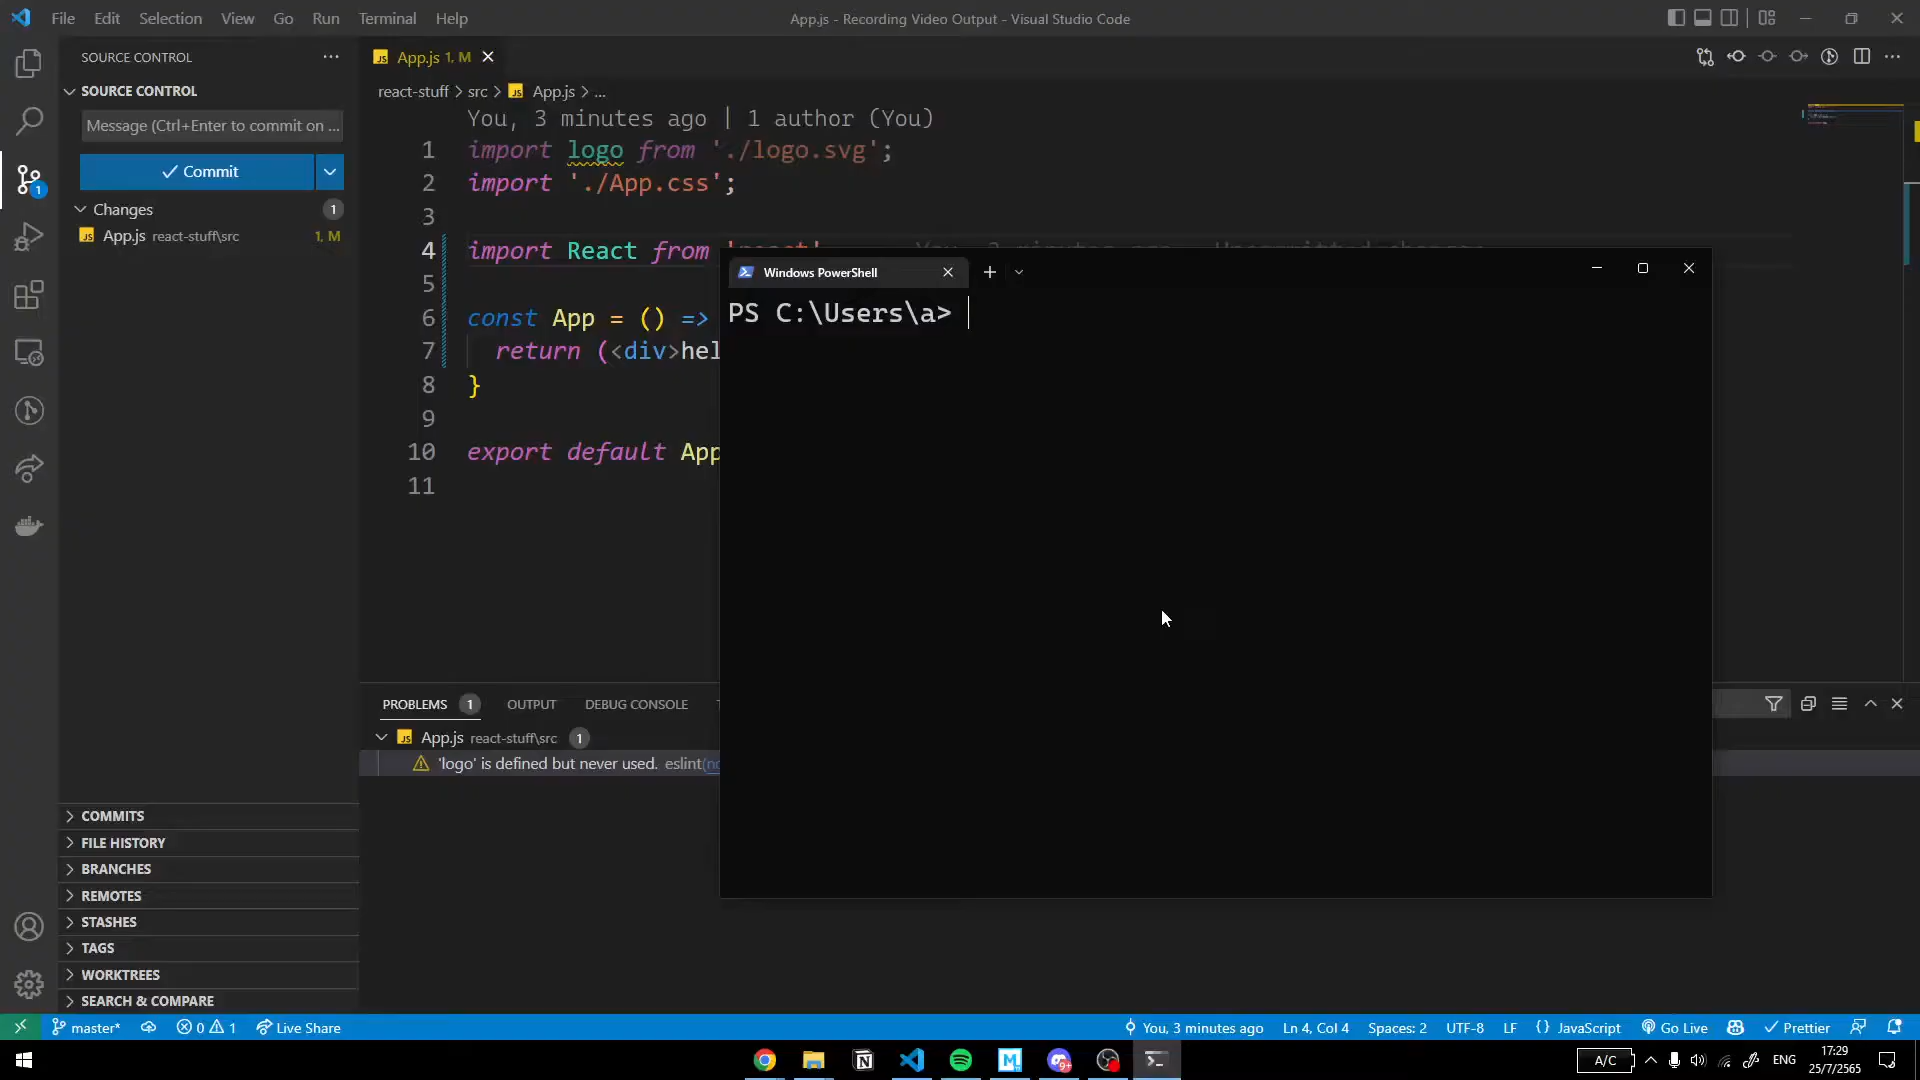 File Edit Selection View Go Run Terminal Help
App.js - Recording Video Output - Visual Studio Code
SOURCE CONTROL
SOURCE CONTROL
Message (Ctrl+Enter to commit on ...
Commit
Changes 1
App.js react-stuff\src 1, M
1
App.js 1, M
react-stuff > src > JS App.js > ...
You, 3 minutes ago | 1 author (You)
1 import logo from './logo.svg';
2 import './App.css';
3
4 import React from 'react'
5
6 const App = () =>
7 return (<div>hel
8 }
9
10 export default App
11
Windows PowerShell
PS C:\Users\a>
PROBLEMS 1 OUTPUT DEBUG CONSOLE
JS App.js react-stuff\src 1
'logo' is defined but never used. eslint(no
COMMITS
FILE HISTORY
BRANCHES
REMOTES
STASHES
TAGS
WORKTREES
SEARCH & COMPARE
master* 0 1 Live Share
You, 3 minutes ago Ln 4, Col 4 Spaces: 2 UTF-8 LF {} JavaScript Go Live Prettier
A/C ENG 17:29
25/7/2565